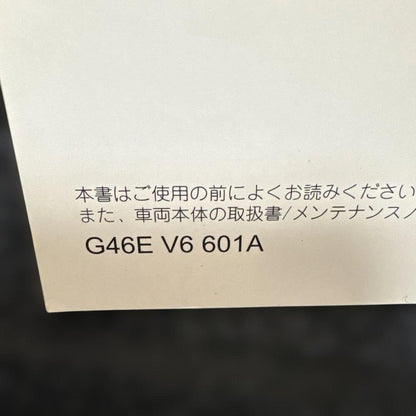 本書はご使用の前によくお読みください
また、車両本体の取扱書/メンテナンス/
G46E V6 601A